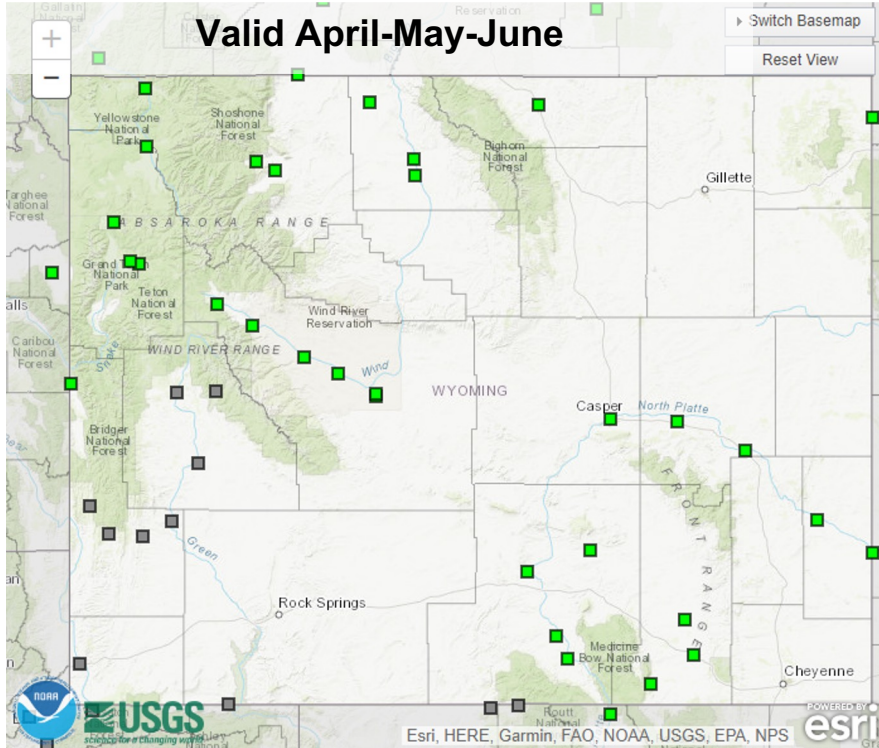 Gallatin
National
Reservation
Valid April-May-June
Switch Basemap
+
−
Reset View
Yellowstone
National
Park
Shoshone
National
Forest
Bighorn
National
Forest
Gillette
Targhee
National
Forest
ABSAROKA RANGE
Grand Teton
National
Park
Teton
National
Forest
alls
Wind River
Reservation
Caribou
National
Forest
Snake
WIND RIVER RANGE
Wind
WYOMING
Casper
North Platte
Bridger
National
Forest
FRONT RANGE
Green
Rock Springs
Medicine
Bow National
Forest
Cheyenne
NOAA
USGS
science for a changing world
Routt
National
Esri, HERE, Garmin, FAO, NOAA, USGS, EPA, NPS
POWERED BY
esri